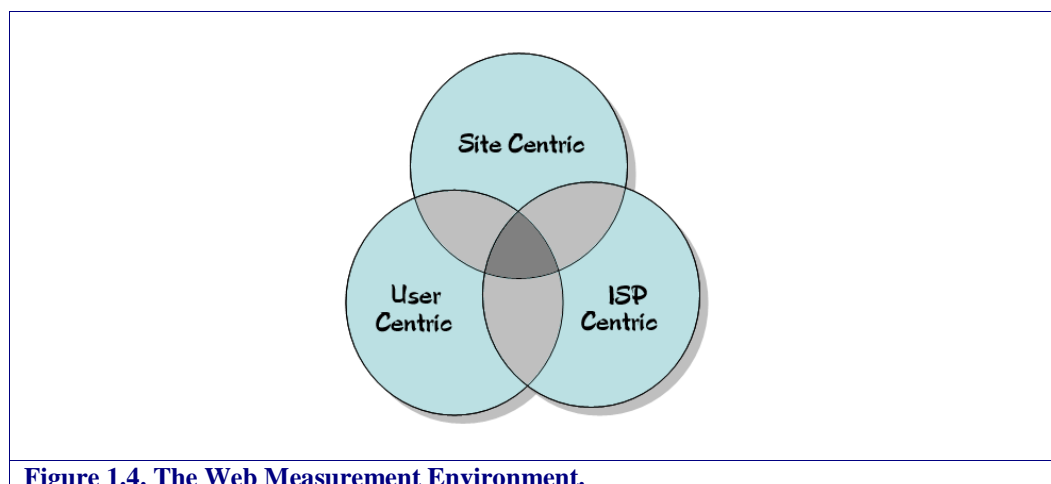 Site Centric
User
Centric
ISP
Centric
Figure 1.4. The Web Measurement Environment.